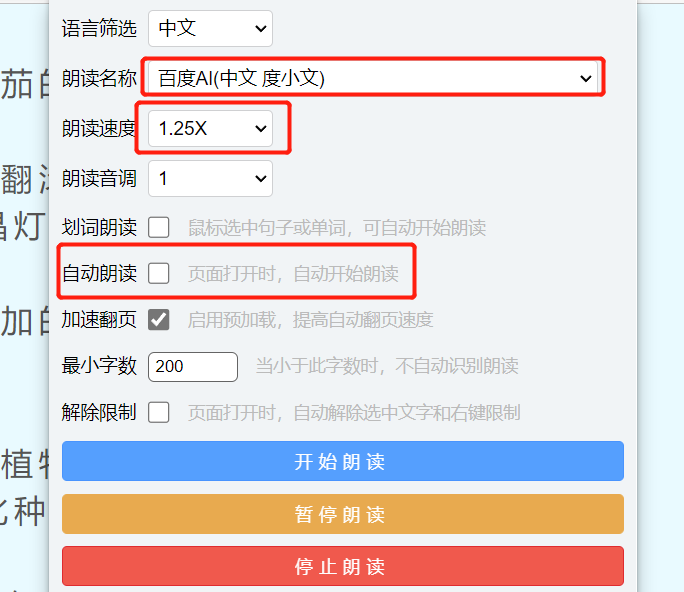 语言筛选 中文
茄的
朗读名称 百度AI(中文 度小文)
朗读速度 1.25X
翻
朗读音调 1
灯
划词朗读 鼠标选中句子或单词，可自动开始朗读
自动朗读 页面打开时，自动开始朗读
加的
加速翻页 启用预加载，提高自动翻页速度
最小字数 200 当小于此字数时，不自动识别朗读
解除限制 页面打开时，自动解除选中文字和右键限制
植物
开始朗读
种
暂停朗读
停止朗读